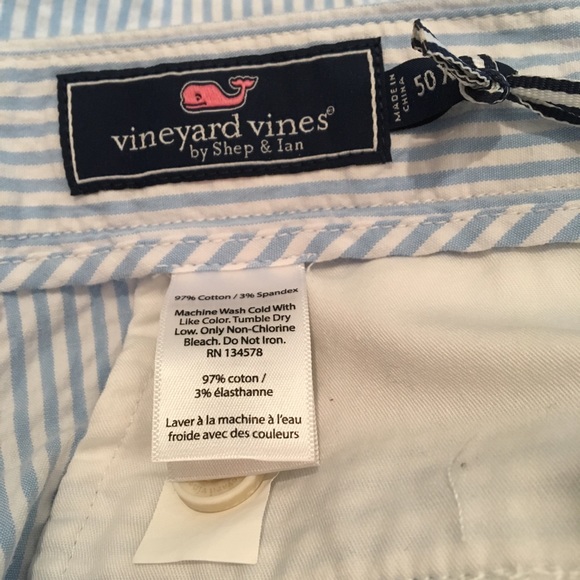 vineyard vines®
by Shep & Ian
MADE IN
CHINA
50
97% Cotton / 3% Spandex
Machine Wash Cold With
Like Color. Tumble Dry
Low. Only Non-Chlorine
Bleach. Do Not Iron.
RN 134578
97% coton /
3% élasthanne
Laver à la machine à l'eau
froide avec des couleurs